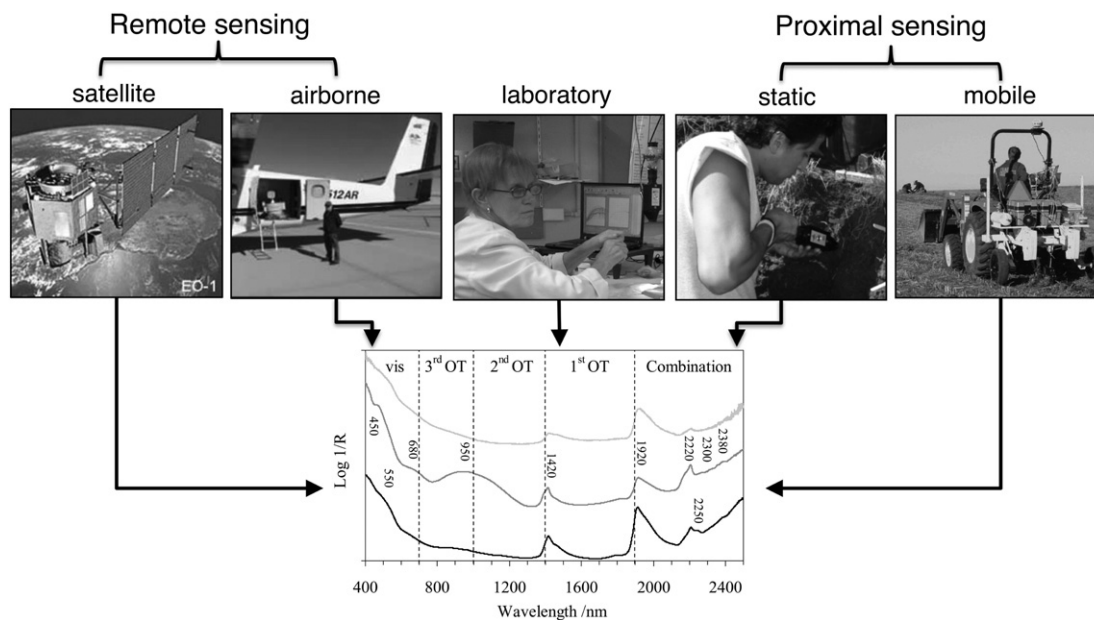 Remote sensing
Proximal sensing
satellite
airborne
laboratory
static
mobile
EO-1
512AR
vis
3rd OT
2nd OT
1st OT
Combination
450
550
680
950
1420
1920
2220
2300
2380
2250
Log 1/R
400
800
1200
1600
2000
2400
Wavelength /nm